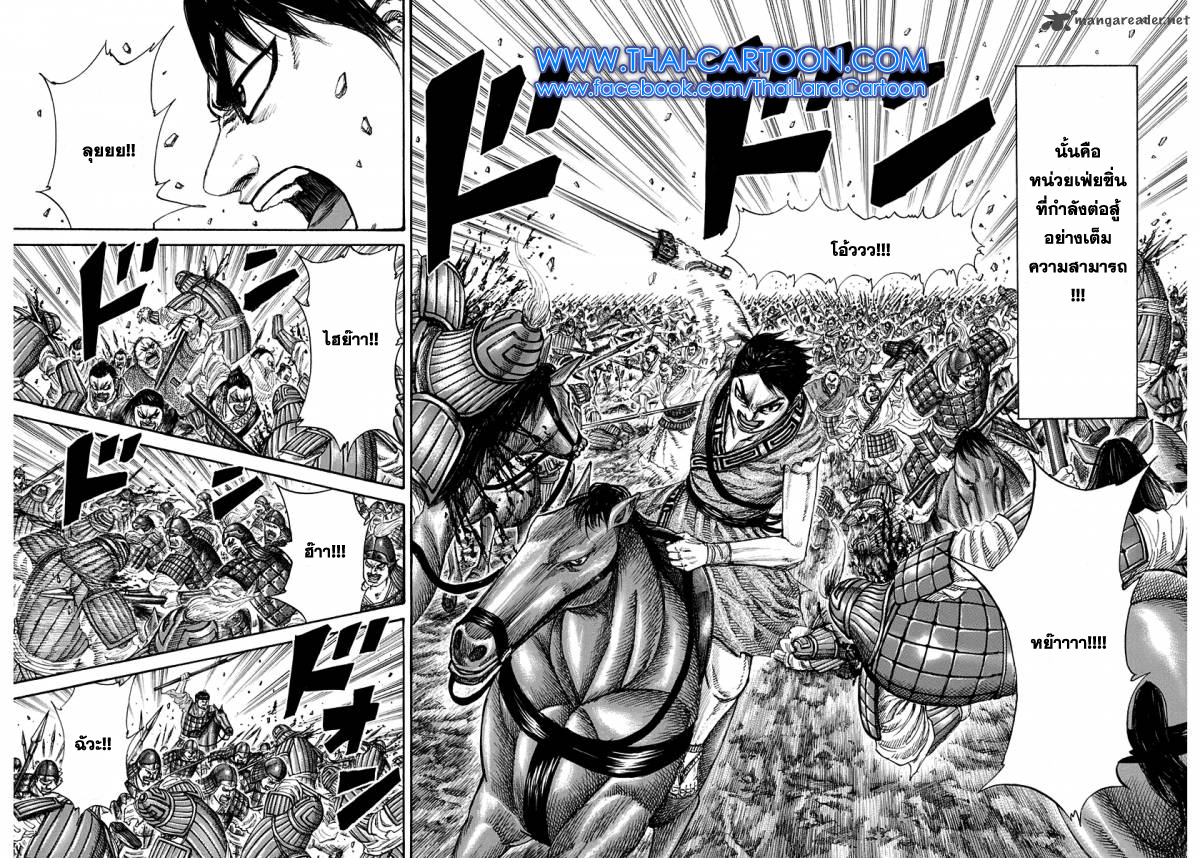 mangareader.net
WWW.THAI-CARTOON.COM
www.facebook.com/ThaiLandCartoon
นั้นคือ
หน่วยเฟ่ยซิ่น
ที่กำลังต่อสู้
อย่างเต็ม
ความสามารถ
!!!
โอ้ววว!!!
ドドン
หย๊าาาา!!!!
ลุยยย!!
ドン
ไฮย๊าา!!
ドン
ฮ๊าา!!!
ドオン
ฉัวะ!!